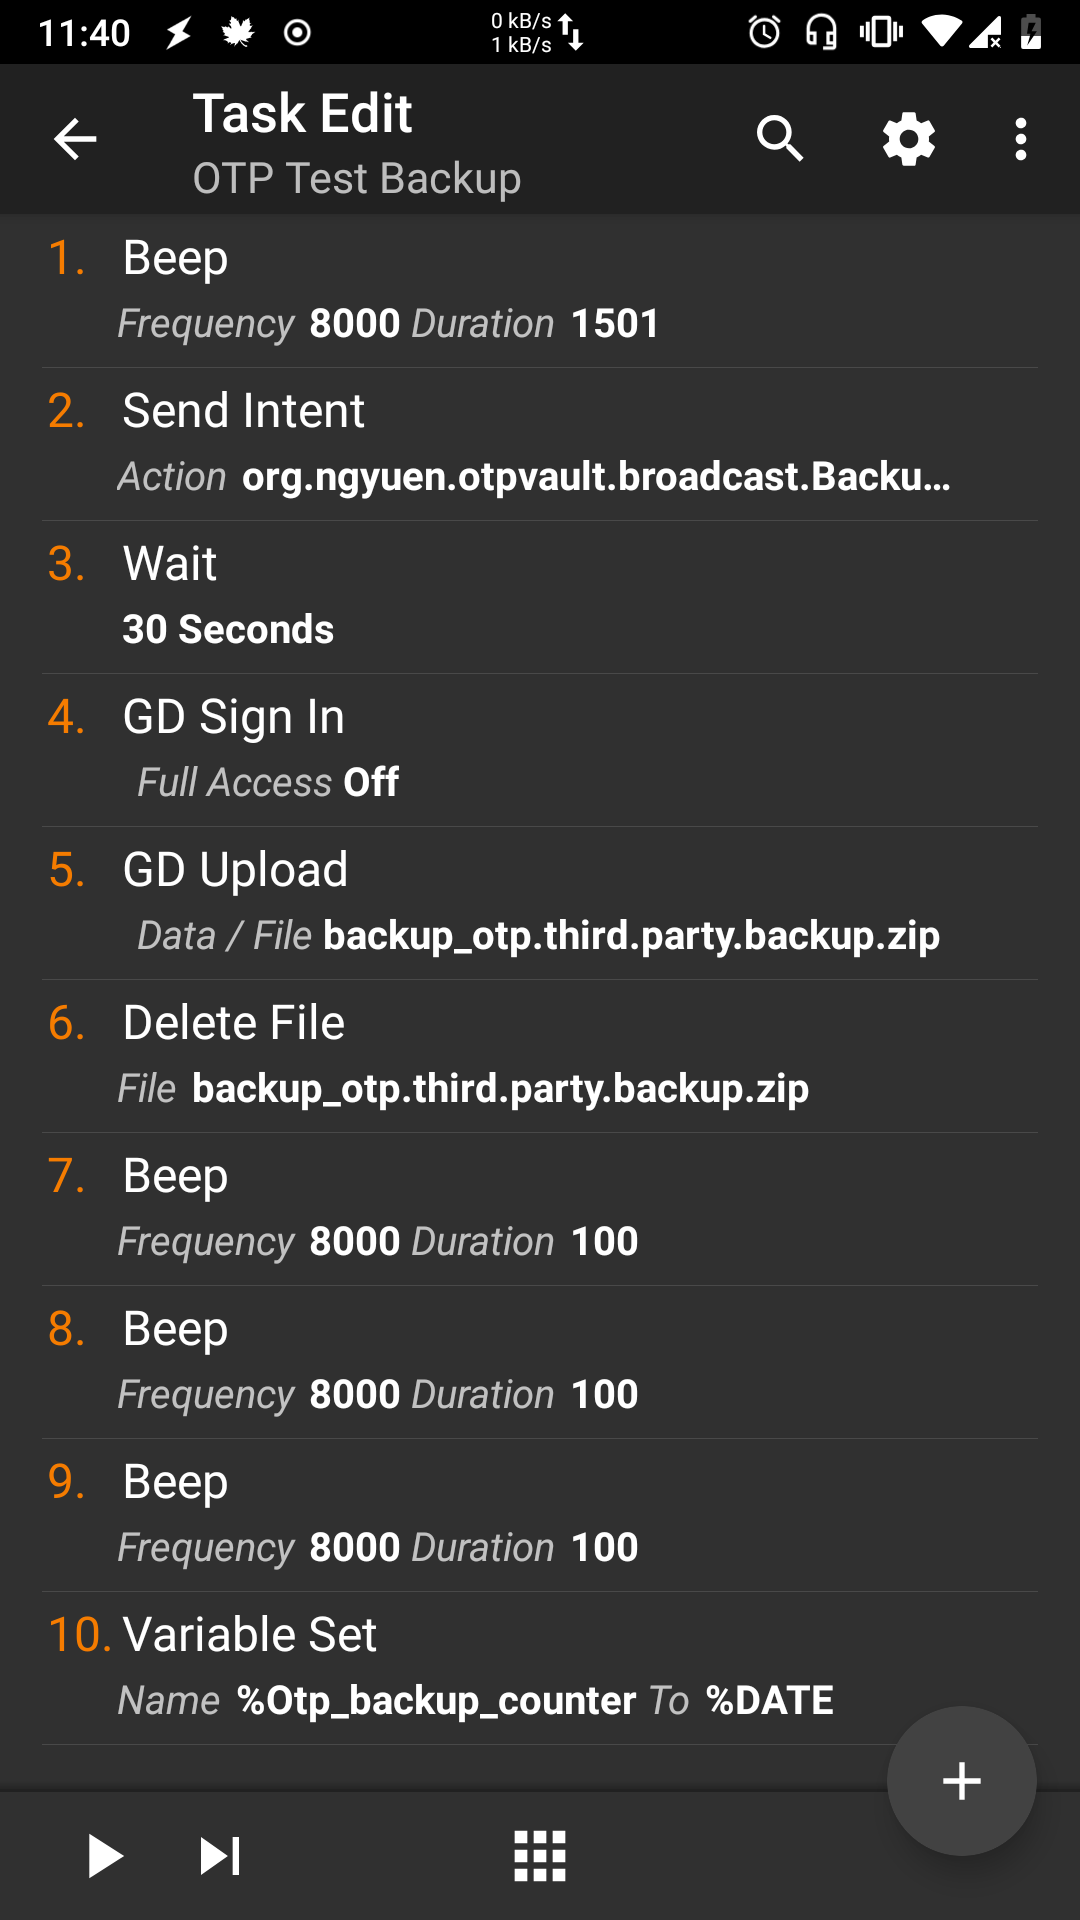 11:40
0 kB/s
1 kB/s
Task Edit
OTP Test Backup
1. Beep
Frequency 8000 Duration 1501
2. Send Intent
Action org.ngyuen.otpvault.broadcast.Backu...
3. Wait
30 Seconds
4. GD Sign In
Full Access Off
5. GD Upload
Data / File backup_otp.third.party.backup.zip
6. Delete File
File backup_otp.third.party.backup.zip
7. Beep
Frequency 8000 Duration 100
8. Beep
Frequency 8000 Duration 100
9. Beep
Frequency 8000 Duration 100
10. Variable Set
Name %Otp_backup_counter To %DATE